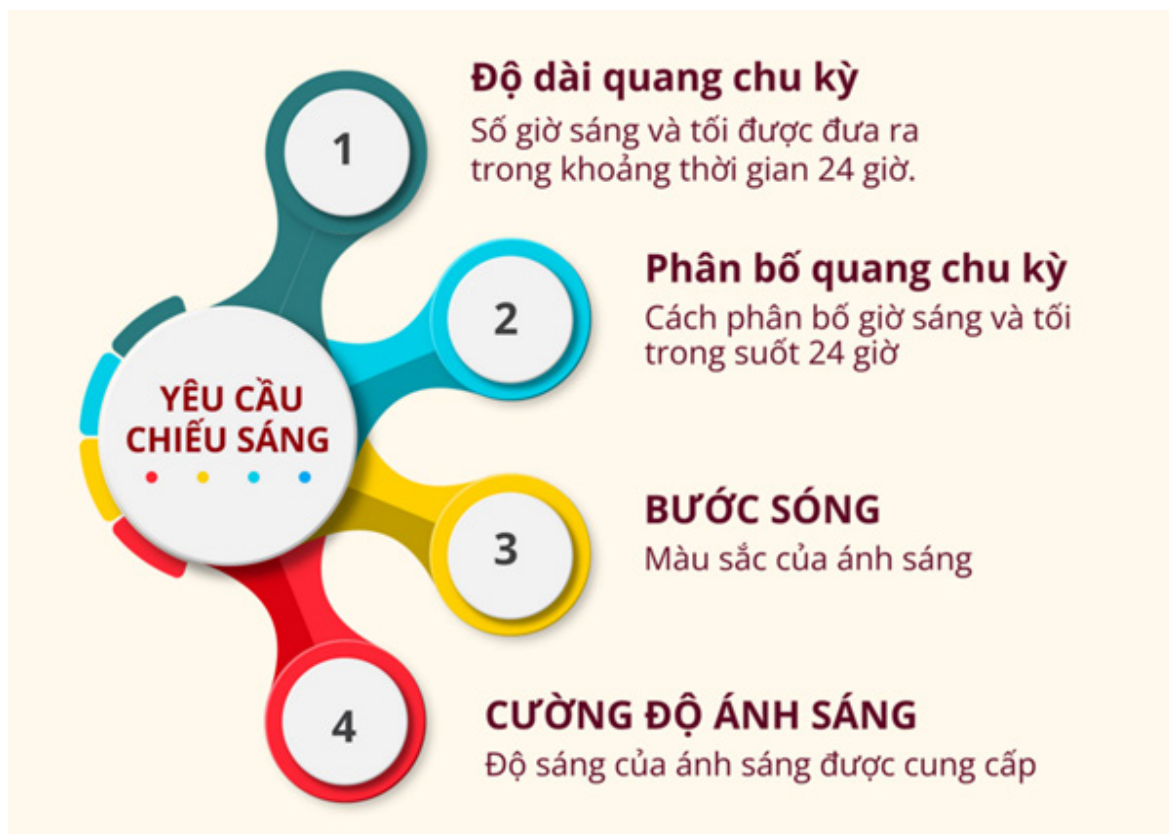 1
Độ dài quang chu kỳ
Số giờ sáng và tối được đưa ra
trong khoảng thời gian 24 giờ.
2
Phân bố quang chu kỳ
Cách phân bố giờ sáng và tối
trong suốt 24 giờ
YÊU CẦU
CHIẾU SÁNG
3
BƯỚC SÓNG
Màu sắc của ánh sáng
4
CƯỜNG ĐỘ ÁNH SÁNG
Độ sáng của ánh sáng được cung cấp